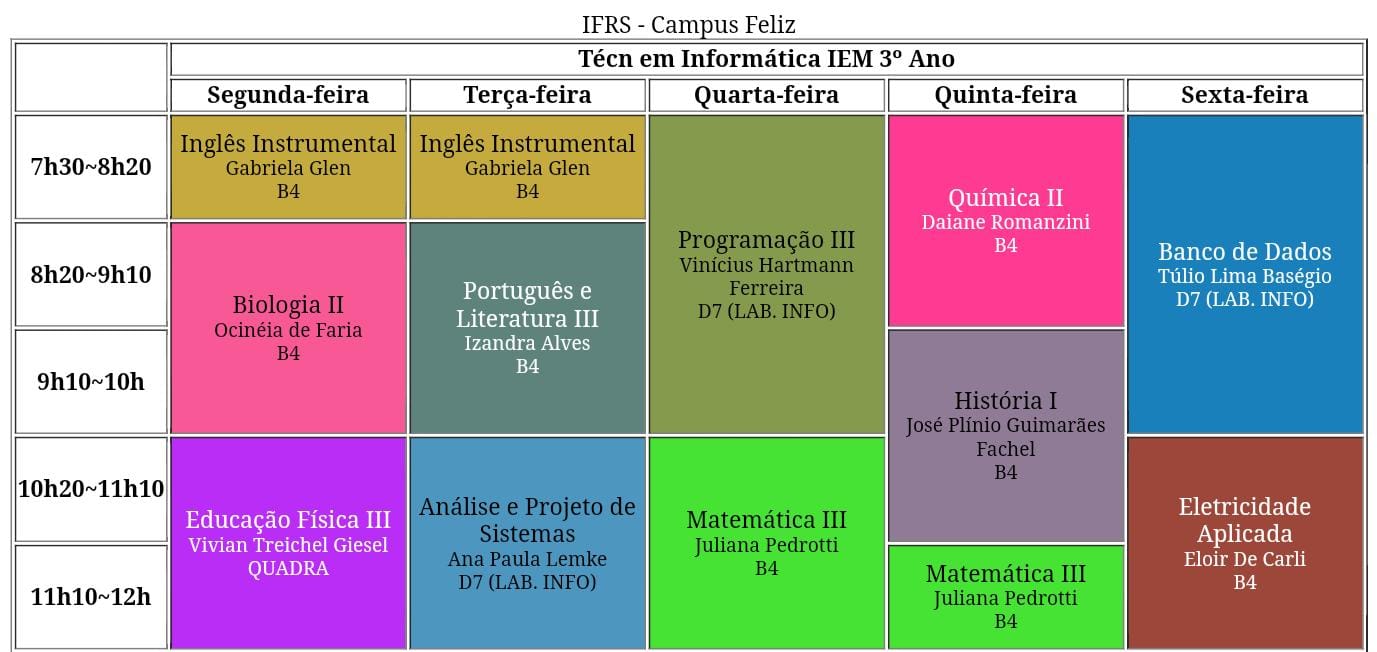 IFRS - Campus Feliz
Técn em Informática IEM 3º Ano
Segunda-feira
Terça-feira
Quarta-feira
Quinta-feira
Sexta-feira
7h30~8h20
Inglês Instrumental
Gabriela Glen
B4
Inglês Instrumental
Gabriela Glen
B4
Programação III
Vinícius Hartmann
Ferreira
D7 (LAB. INFO)
Química II
Daiane Romanzini
B4
Banco de Dados
Túlio Lima Baségio
D7 (LAB. INFO)
8h20~9h10
Biologia II
Ocinéia de Faria
B4
Português e
Literatura III
Izandra Alves
B4
9h10~10h
História I
José Plínio Guimarães
Fachel
B4
10h20~11h10
Educação Física III
Vivian Treichel Giesel
QUADRA
Análise e Projeto de
Sistemas
Ana Paula Lemke
D7 (LAB. INFO)
Matemática III
Juliana Pedrotti
B4
Eletricidade
Aplicada
Eloir De Carli
B4
11h10~12h
Matemática III
Juliana Pedrotti
B4